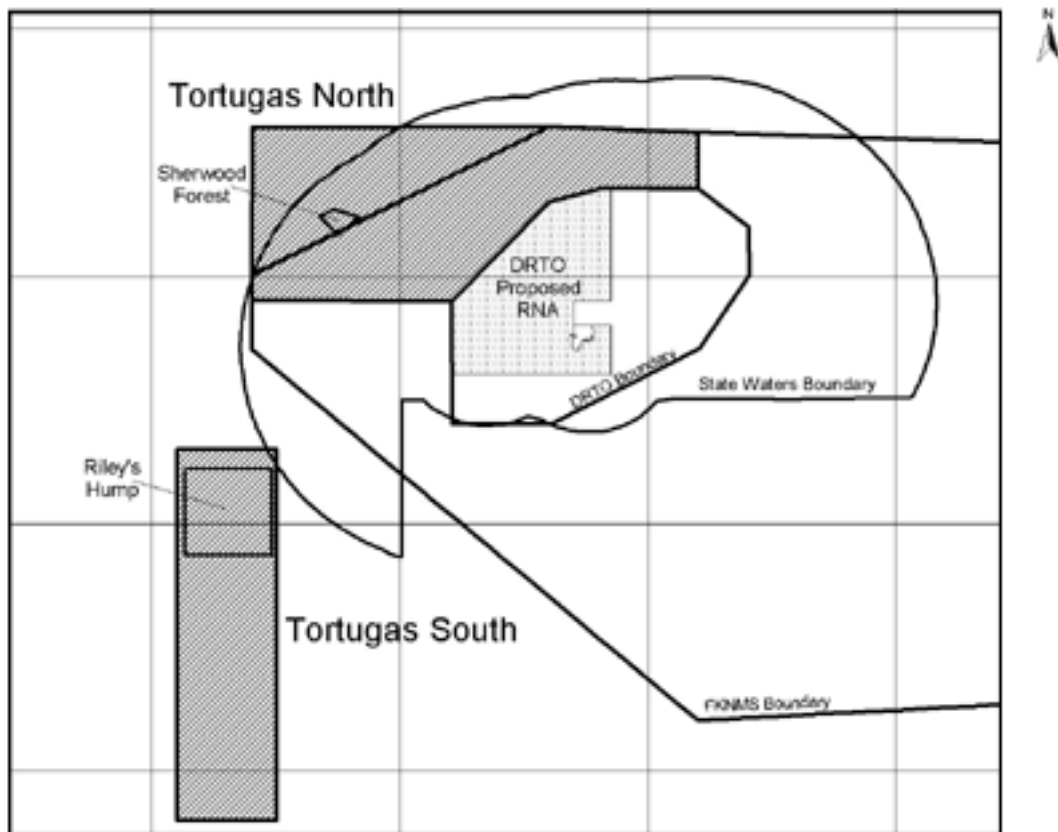 N
Tortugas North
Sherwood
Forest
DRTO
Proposed
RNA
DRTO Boundary
State Waters Boundary
Riley's
Hump
Tortugas South
FKNMS Boundary